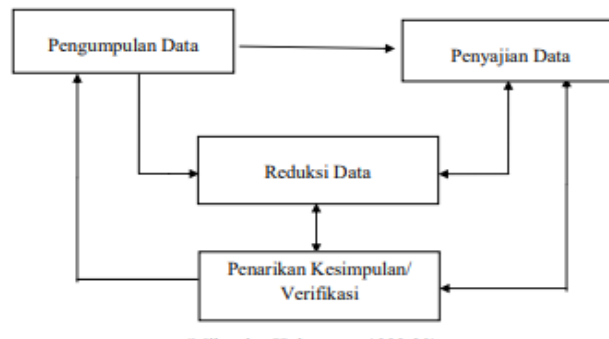 Pengumpulan Data
Penyajian Data
Reduksi Data
Penarikan Kesimpulan/
Verifikasi